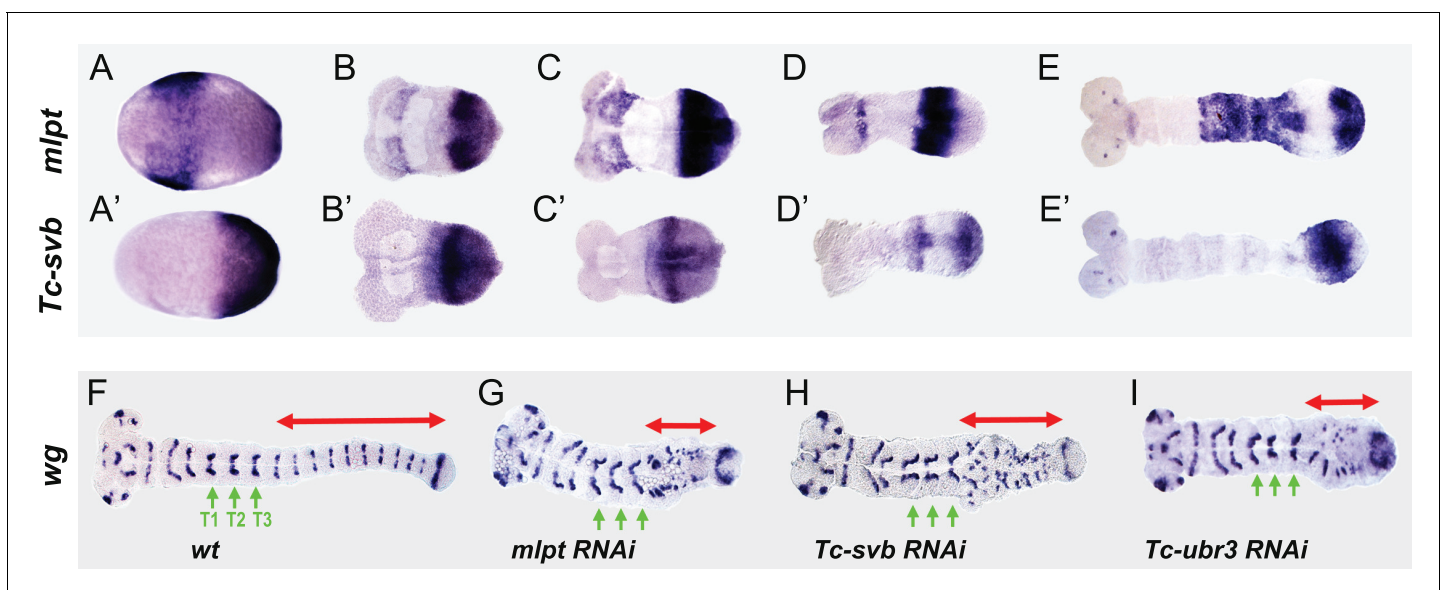 A B C D E
mlpt
A' B' C' D' E'
Tc-svb
F G H I
wg
T1 T2 T3
wt mlpt RNAi Tc-svb RNAi Tc-ubr3 RNAi